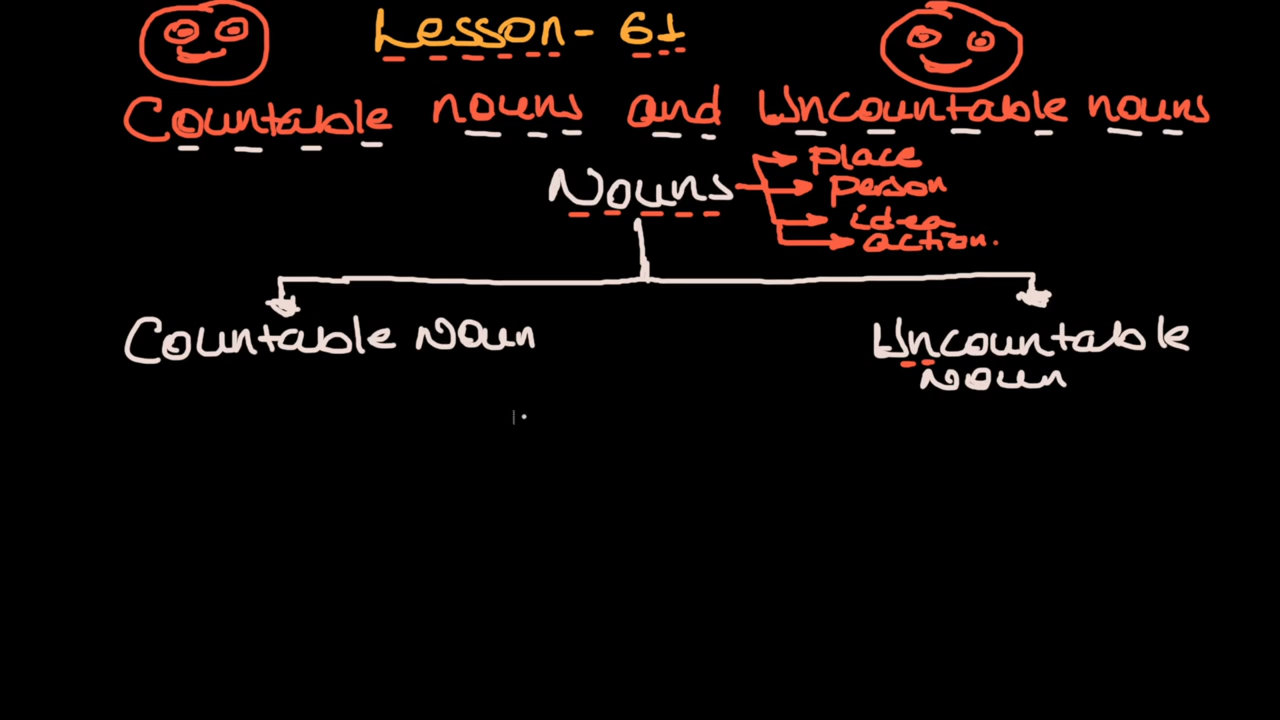 Lesson - 61
Countable nouns and Uncountable nouns
Nouns
place
person
idea
action.
Countable Noun
Uncountable
Noun